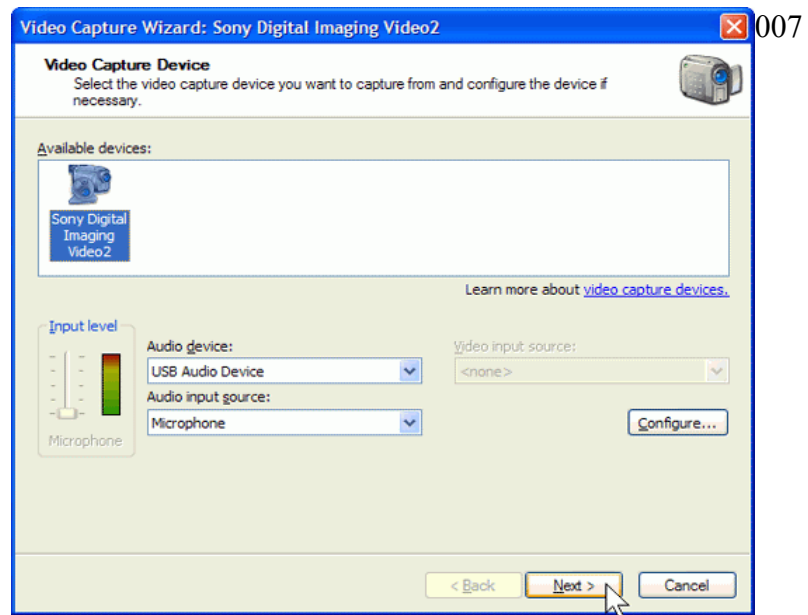 Video Capture Wizard: Sony Digital Imaging Video2
007
Video Capture Device
Select the video capture device you want to capture from and configure the device if
necessary.
Available devices:
Sony Digital
Imaging
Video2
Learn more about video capture devices.
Input level
Microphone
Audio device:
USB Audio Device
Audio input source:
Microphone
Video input source:
<none>
Configure...
< Back
Next >
Cancel